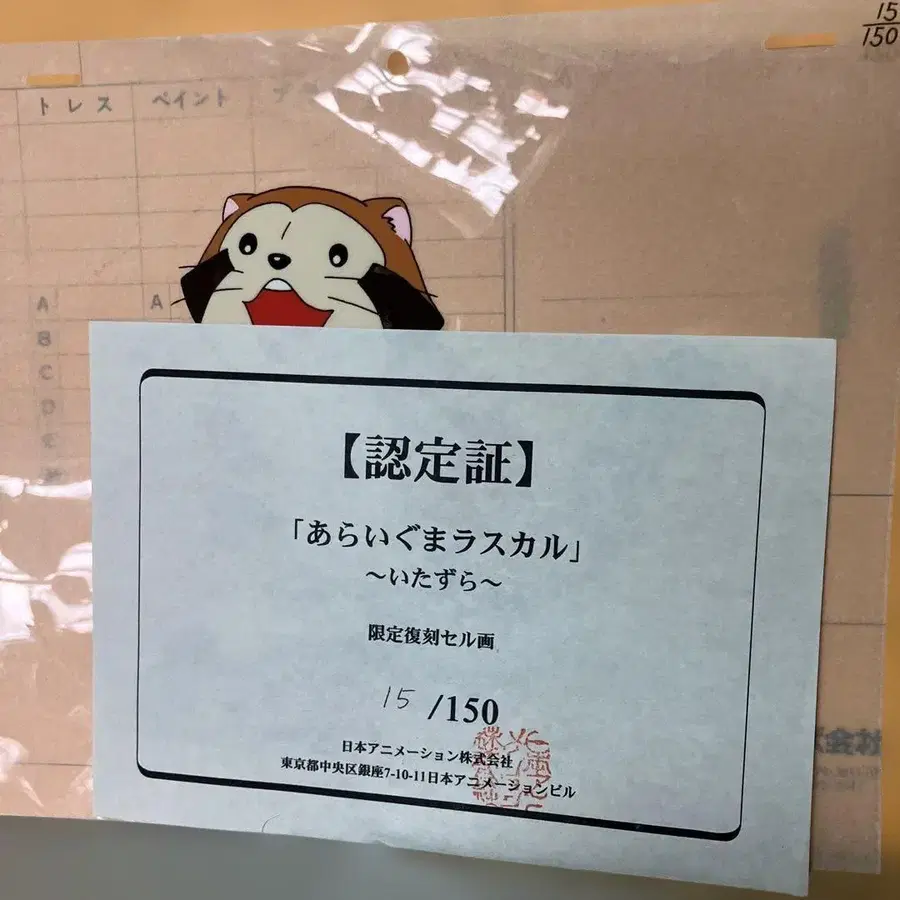 15
150
トレス ペイント
A A
B
C
D
【認定証】
「あらいぐまラスカル」
〜いたずら〜
限定復刻セル画
15 /150
日本アニメーション株式会社
東京都中央区銀座7-10-11日本アニメーションビル
式会社